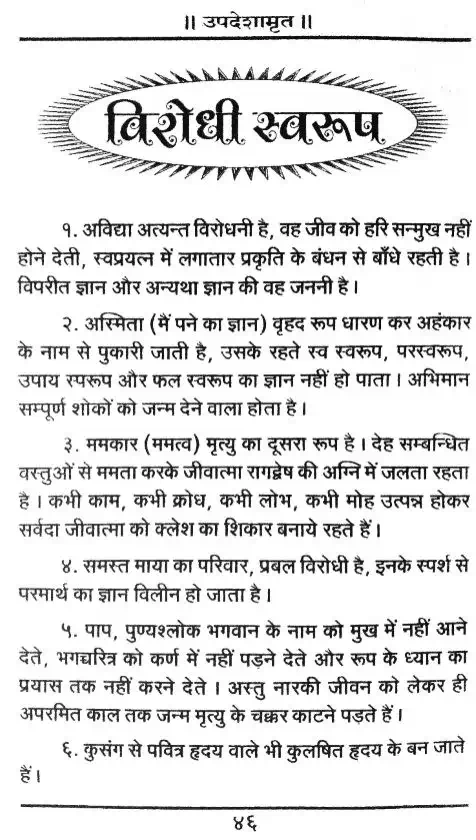 ॥ उपदेशामृत ॥
विरोधी स्वरूप
१. अविद्या अत्यन्त विरोधनी है, वह जीव को हरि सन्मुख नहीं
होने देती, स्वप्रयत्न में लगातार प्रकृति के बंधन से बाँधे रहती है ।
विपरीत ज्ञान और अन्यथा ज्ञान की वह जननी है ।
२. अस्मिता (मैं पने का ज्ञान) वृहद रूप धारण कर अहंकार
के नाम से पुकारी जाती है, उसके रहते स्व स्वरूप, परस्वरूप,
उपाय स्परूप और फल स्वरूप का ज्ञान नहीं हो पाता । अभिमान
सम्पूर्ण शोकों को जन्म देने वाला होता है ।
३. ममकार (ममत्व) मृत्यु का दूसरा रूप है । देह सम्बन्धित
वस्तुओं से ममता करके जीवात्मा रागद्वेष की अग्नि में जलता रहता
है । कभी काम, कभी क्रोध, कभी लोभ, कभी मोह उत्पन्न होकर
सर्वदा जीवात्मा को क्लेश का शिकार बनाये रहते हैं ।
४. समस्त माया का परिवार, प्रबल विरोधी है, इनके स्पर्श से
परमार्थ का ज्ञान विलीन हो जाता है ।
५. पाप, पुण्यश्लोक भगवान के नाम को मुख में नहीं आने
देते, भगच्चरित्र को कर्ण में नहीं पड़ने देते और रूप के ध्यान का
प्रयास तक नहीं करने देते । अस्तु नारकी जीवन को लेकर ही
अपरमित काल तक जन्म मृत्यु के चक्कर काटने पड़ते हैं ।
६. कुसंग से पवित्र हृदय वाले भी कुलषित हृदय के बन जाते
हैं ।
४६